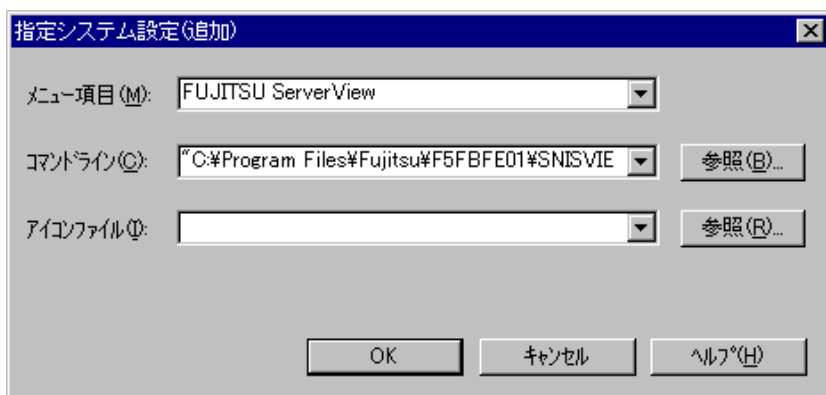 指定システム設定(追加)
メニュー項目(M): FUJITSU ServerView
コマンドライン(C): "C:¥Program Files¥Fujitsu¥F5FBFE01¥SNISVIE 参照(B)...
アイコンファイル(I): 参照(R)...
OK キャンセル ヘルプ(H)